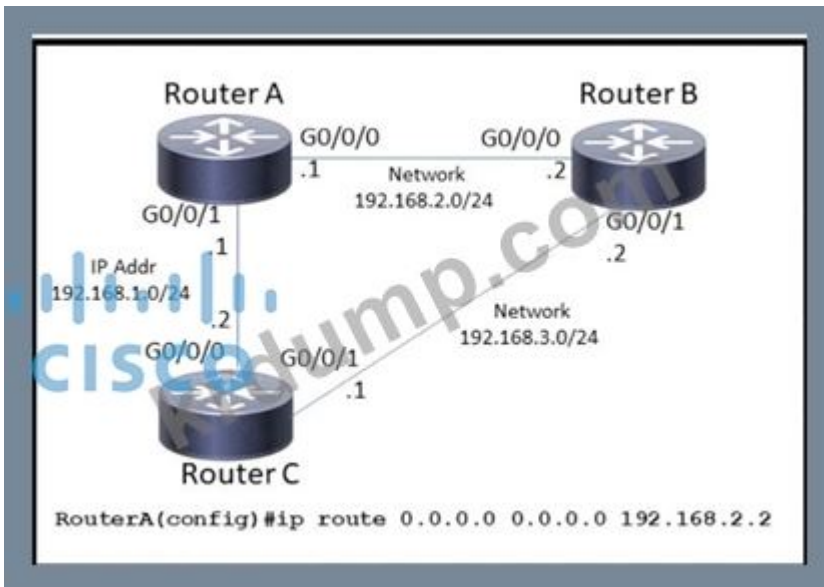 Router A
Router B
G0/0/0
G0/0/0
.1
Network
.2
192.168.2.0/24
G0/0/1
G0/0/1
.1
.2
IP Addr
192.168.1.0/24
Network
.2
192.168.3.0/24
G0/0/0
G0/0/1
CISCO
.1
Router C
RouterA(config)#ip route 0.0.0.0 0.0.0.0 192.168.2.2